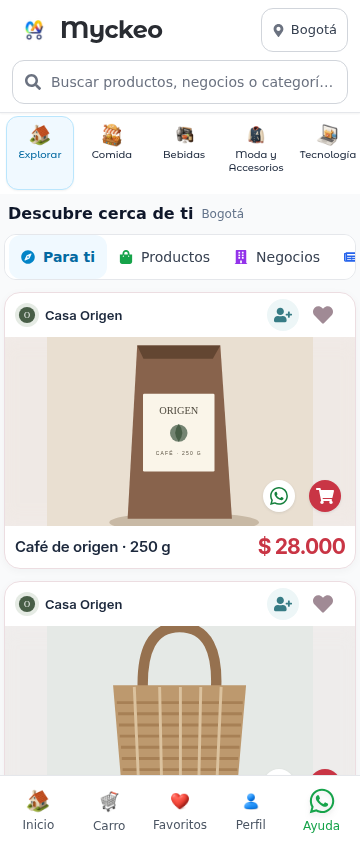 Myckeo
Bogotá
Buscar productos, negocios o categorí...
Explorar
Comida
Bebidas
Moda y
Accesorios
Tecnología
Descubre cerca de ti Bogotá
Para ti
Productos
Negocios
Casa Origen
ORIGEN
CAFÉ · 250 G
Café de origen · 250 g
$ 28.000
Casa Origen
Inicio
Carro
Favoritos
Perfil
Ayuda